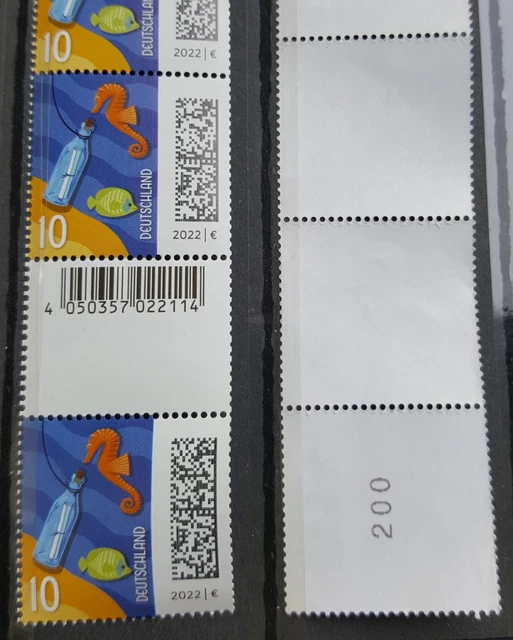 10
DEUTSCHLAND
2022 | €
10
DEUTSCHLAND
2022 | €
4 050357 022114
10
DEUTSCHLAND
2022 | €
200